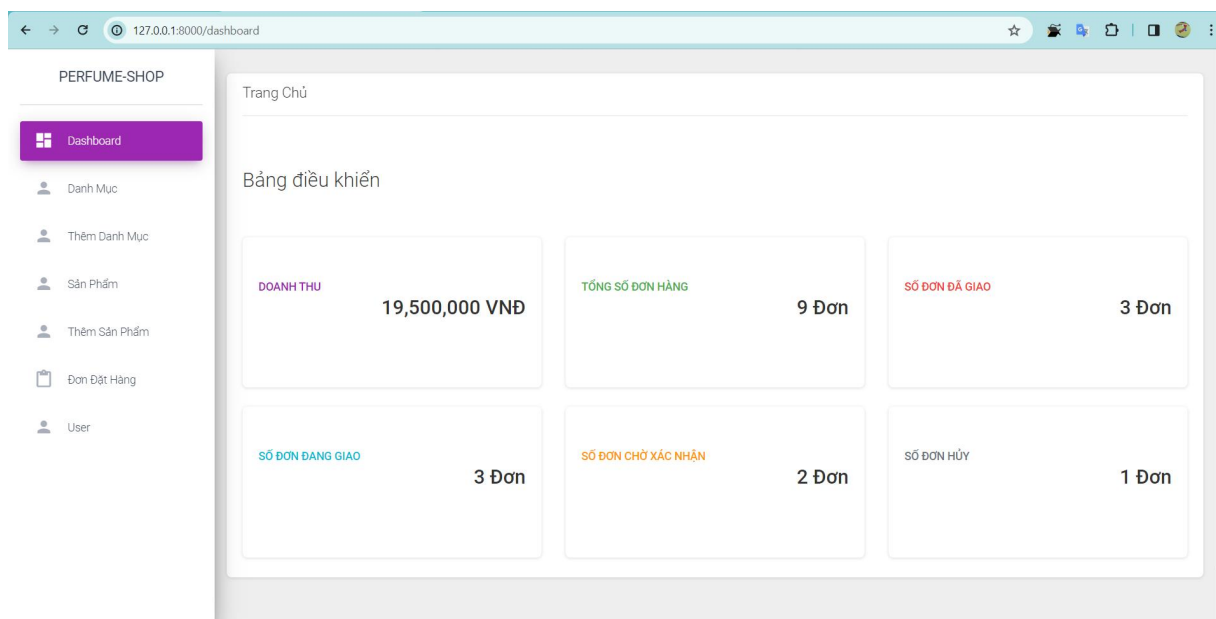 127.0.0.1:8000/dashboard
PERFUME-SHOP
Dashboard
Danh Mục
Thêm Danh Mục
Sản Phẩm
Thêm Sản Phẩm
Đơn Đặt Hàng
User
Trang Chủ
Bảng điều khiển
DOANH THU
19,500,000 VNĐ
TỔNG SỐ ĐƠN HÀNG
9 Đơn
SỐ ĐƠN ĐÃ GIAO
3 Đơn
SỐ ĐƠN ĐANG GIAO
3 Đơn
SỐ ĐƠN CHỜ XÁC NHẬN
2 Đơn
SỐ ĐƠN HỦY
1 Đơn